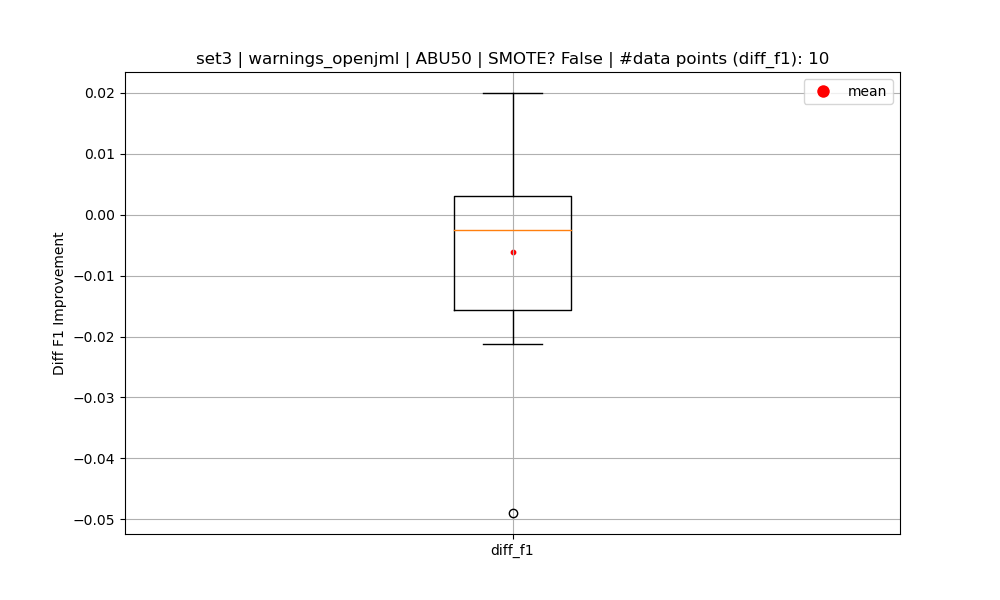 set3 | warnings_openjml | ABU50 | SMOTE? False | #data points (diff_f1): 10
mean
0.02
0.01
0.00
−0.01
−0.02
−0.03
−0.04
−0.05
Diff F1 Improvement
diff_f1